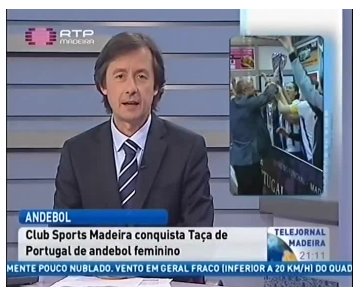 RTP
MADEIRA
ANDEBOL
Club Sports Madeira conquista Taça de
Portugal de andebol feminino
TELEJORNAL
MADEIRA
21:11
MENTE POUCO NUBLADO. VENTO EM GERAL FRACO (INFERIOR A 20 KM/H) DO QUAD